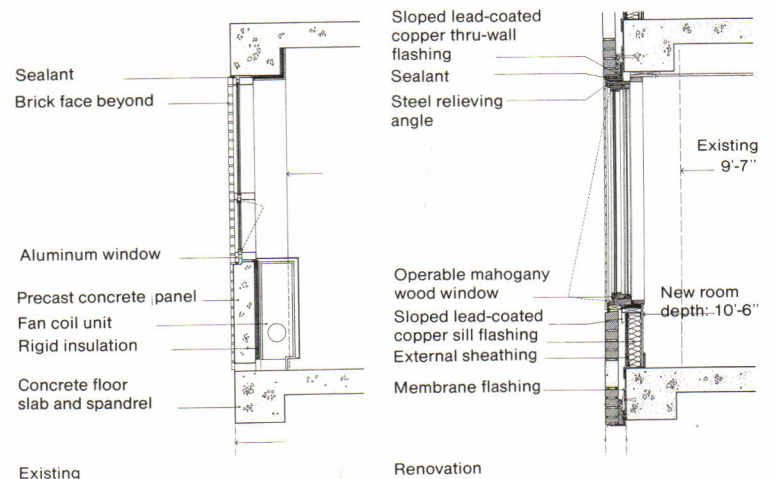 Sealant
Brick face beyond
Aluminum window
Precast concrete panel
Fan coil unit
Rigid insulation
Concrete floor
slab and spandrel
Existing
Sloped lead-coated
copper thru-wall
flashing
Sealant
Steel relieving
angle
Existing
9'-7"
Operable mahogany
wood window
New room
depth: 10'-6"
Sloped lead-coated
copper sill flashing
External sheathing
Membrane flashing
Renovation